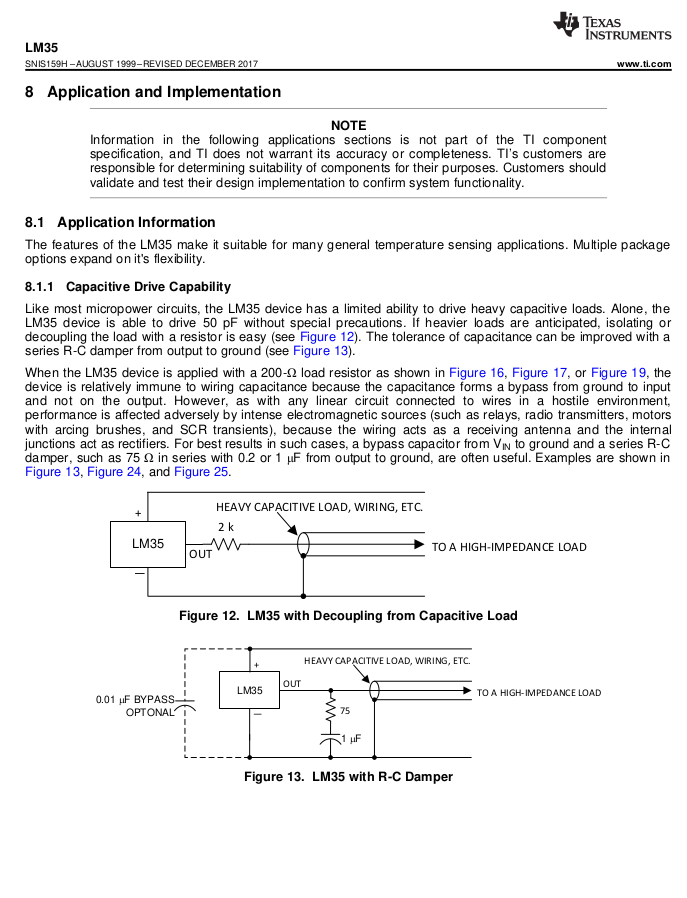 TEXAS
INSTRUMENTS
LM35
SNIS159H –AUGUST 1999–REVISED DECEMBER 2017
www.ti.com
8 Application and Implementation
NOTE
Information in the following applications sections is not part of the TI component
specification, and TI does not warrant its accuracy or completeness. TI's customers are
responsible for determining suitability of components for their purposes. Customers should
validate and test their design implementation to confirm system functionality.
8.1 Application Information
The features of the LM35 make it suitable for many general temperature sensing applications. Multiple package
options expand on it's flexibility.
8.1.1 Capacitive Drive Capability
Like most micropower circuits, the LM35 device has a limited ability to drive heavy capacitive loads. Alone, the
LM35 device is able to drive 50 pF without special precautions. If heavier loads are anticipated, isolating or
decoupling the load with a resistor is easy (see Figure 12). The tolerance of capacitance can be improved with a
series R-C damper from output to ground (see Figure 13).
When the LM35 device is applied with a 200-Ω load resistor as shown in Figure 16, Figure 17, or Figure 19, the
device is relatively immune to wiring capacitance because the capacitance forms a bypass from ground to input
and not on the output. However, as with any linear circuit connected to wires in a hostile environment,
performance is affected adversely by intense electromagnetic sources (such as relays, radio transmitters, motors
with arcing brushes, and SCR transients), because the wiring acts as a receiving antenna and the internal
junctions act as rectifiers. For best results in such cases, a bypass capacitor from VIN to ground and a series R-C
damper, such as 75 Ω in series with 0.2 or 1 μF from output to ground, are often useful. Examples are shown in
Figure 13, Figure 24, and Figure 25.
+
HEAVY CAPACITIVE LOAD, WIRING, ETC.
2 k
LM35
OUT
TO A HIGH-IMPEDANCE LOAD
—
Figure 12. LM35 with Decoupling from Capacitive Load
+
HEAVY CAPACITIVE LOAD, WIRING, ETC.
OUT
LM35
TO A HIGH-IMPEDANCE LOAD
0.01 μF BYPASS
OPTONAL
—
75
1 μF
Figure 13. LM35 with R-C Damper